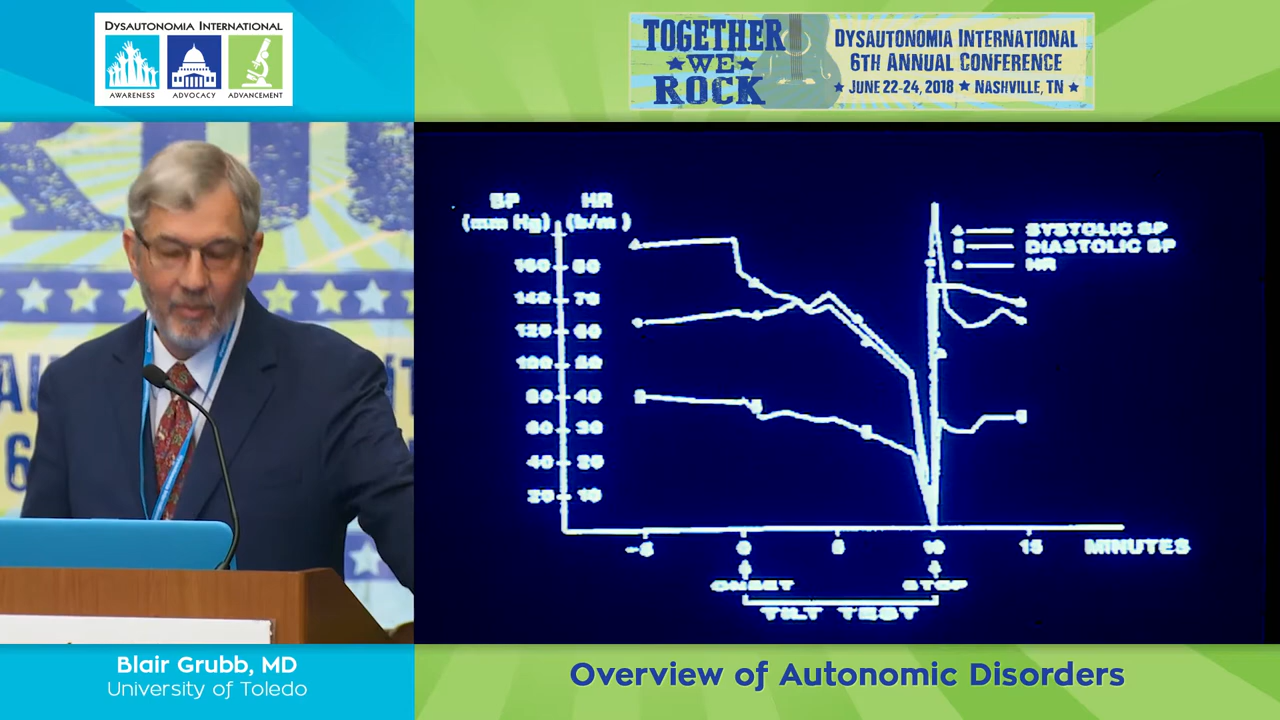 DYSAUTONOMIA INTERNATIONAL
AWARENESS
ADVOCACY
ADVANCEMENT
TOGETHER
WE
ROCK
DYSAUTONOMIA INTERNATIONAL
6TH ANNUAL CONFERENCE
JUNE 22-24, 2018 NASHVILLE, TN
BP HR
(mm Hg) (b/m)
160 80
140 70
120 60
100 50
80 40
60 30
40 20
20 10
SYSTOLIC BP
DIASTOLIC BP
HR
-5 0 5 10 15 MINUTES
ONSET STOP
TILT TEST
6
Blair Grubb, MD
University of Toledo
Overview of Autonomic Disorders